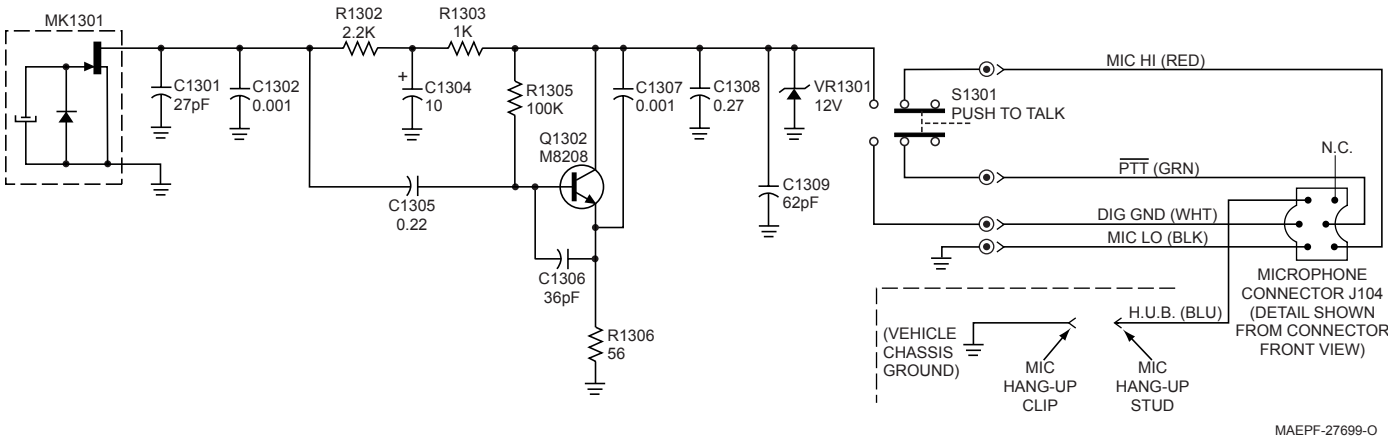 MK1301
C1301
27pF
C1302
0.001
R1302
2.2K
R1303
1K
+
C1304
10
R1305
100K
Q1302
M8208
C1305
0.22
C1306
36pF
R1306
56
C1307
0.001
C1308
0.27
C1309
62pF
VR1301
12V
S1301
PUSH TO TALK
MIC HI (RED)
PTT (GRN)
DIG GND (WHT)
MIC LO (BLK)
N.C.
MICROPHONE
CONNECTOR J104
(DETAIL SHOWN
FROM CONNECTOR
FRONT VIEW)
H.U.B. (BLU)
(VEHICLE
CHASSIS
GROUND)
MIC
HANG-UP
CLIP
MIC
HANG-UP
STUD
MAEPF-27699-O